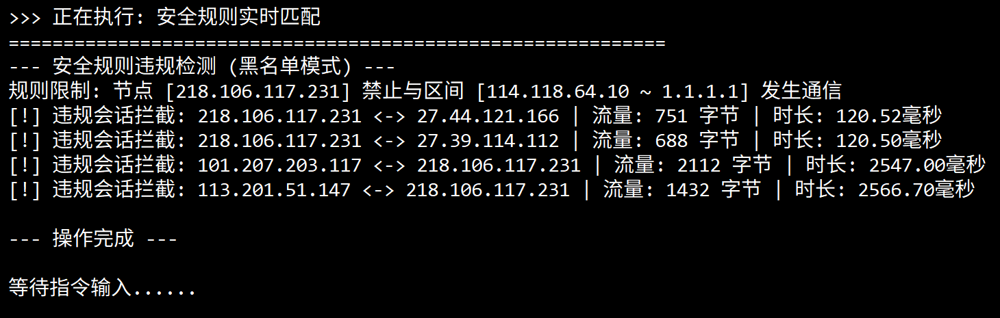 >>> 正在执行: 安全规则实时匹配
============================================================
--- 安全规则违规检测 (黑名单模式) ---
规则限制: 节点 [218.106.117.231] 禁止与区间 [114.118.64.10 ~ 1.1.1.1] 发生通信
[!] 违规会话拦截: 218.106.117.231 <-> 27.44.121.166 | 流量: 751 字节 | 时长: 120.52毫秒
[!] 违规会话拦截: 218.106.117.231 <-> 27.39.114.112 | 流量: 688 字节 | 时长: 120.50毫秒
[!] 违规会话拦截: 101.207.203.117 <-> 218.106.117.231 | 流量: 2112 字节 | 时长: 2547.00毫秒
[!] 违规会话拦截: 113.201.51.147 <-> 218.106.117.231 | 流量: 1432 字节 | 时长: 2566.70毫秒
--- 操作完成 ---
等待指令输入......